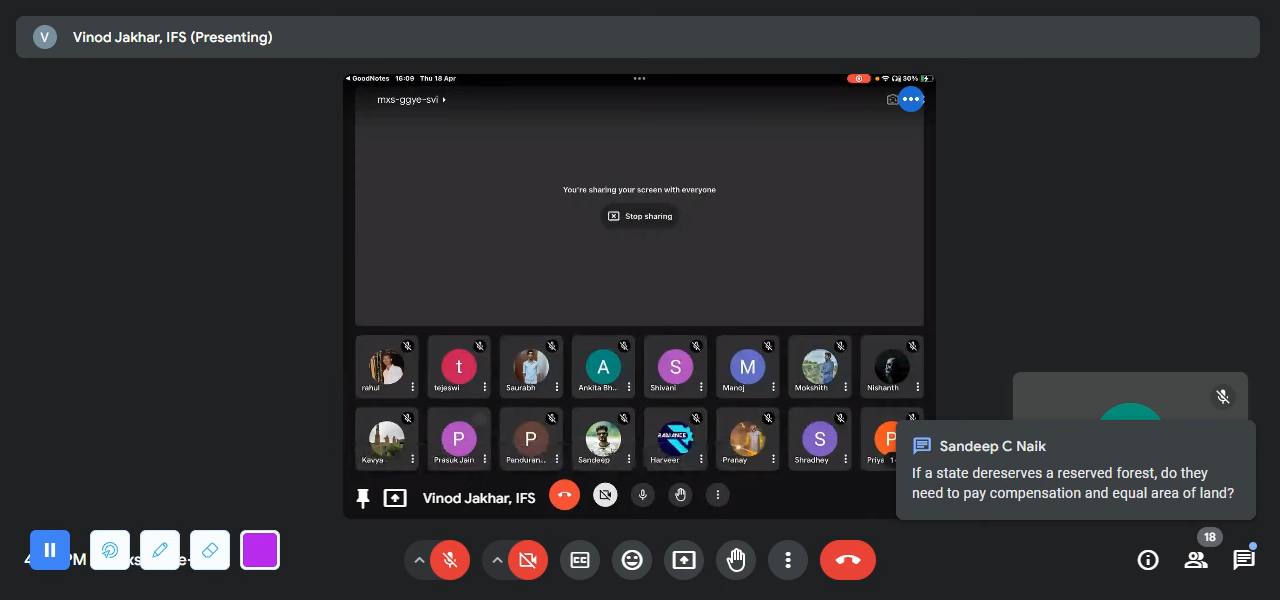 V
Vinod Jakhar, IFS (Presenting)
GoodNotes 16:09 Thu 18 Apr
30%
mxs-ggye-svi
You're sharing your screen with everyone
Stop sharing
rahul
t
tejeswi
Saurabh
A
Ankita Bh...
S
Shivani
M
Manoj
Mokshith
Nishanth
Kavya
P
Prasuk Jain
P
Panduran...
Sandeep
RADIANCE
Harveer
Pranay
S
Shradhey
P
Priya
Vinod Jakhar, IFS
Sandeep C Naik
If a state dereserves a reserved forest, do they
need to pay compensation and equal area of land?
18